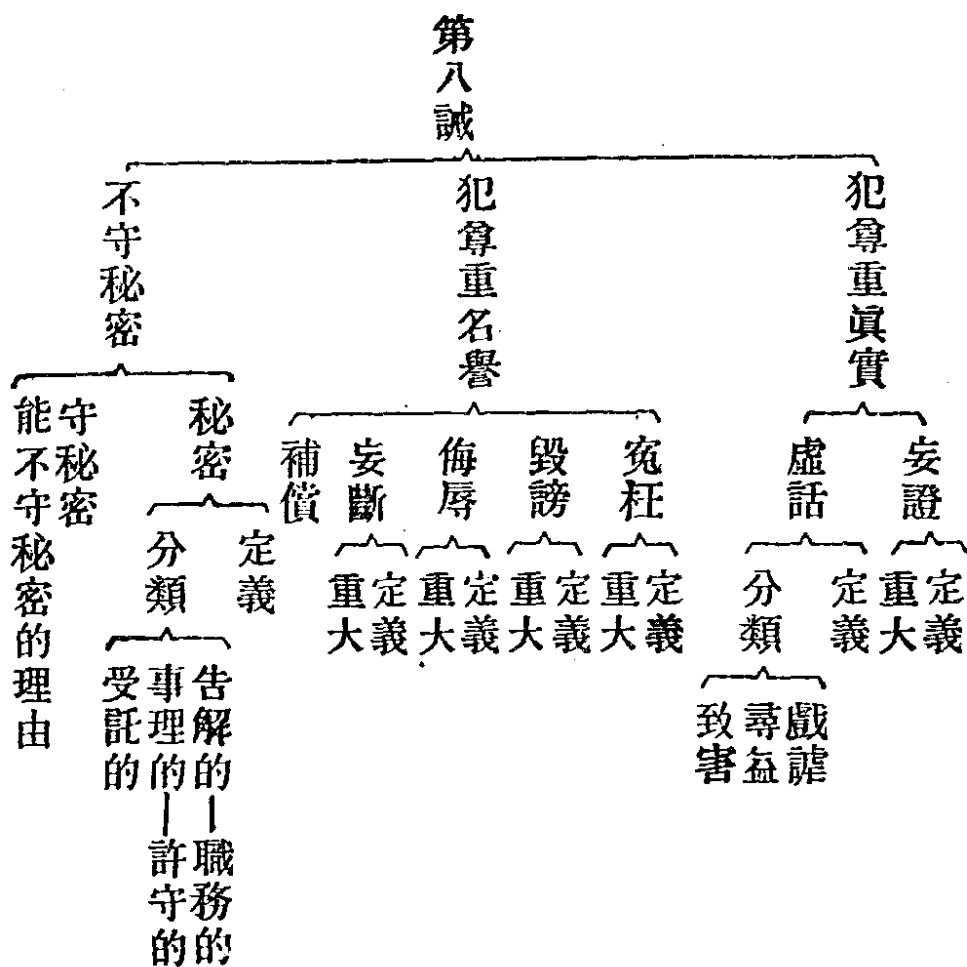 第八誡
犯尊重眞實
妄證
定義
重大
虛話
定義
分類
戲謔
尋益
致害
犯尊重名譽
冤枉
定義
重大
毀謗
定義
重大
侮辱
定義
重大
妄斷
定義
重大
補償
不守秘密
秘密
定義
分類
告解的—職務的
事理的—許守的
受託的
守秘密
能不守秘密的理由